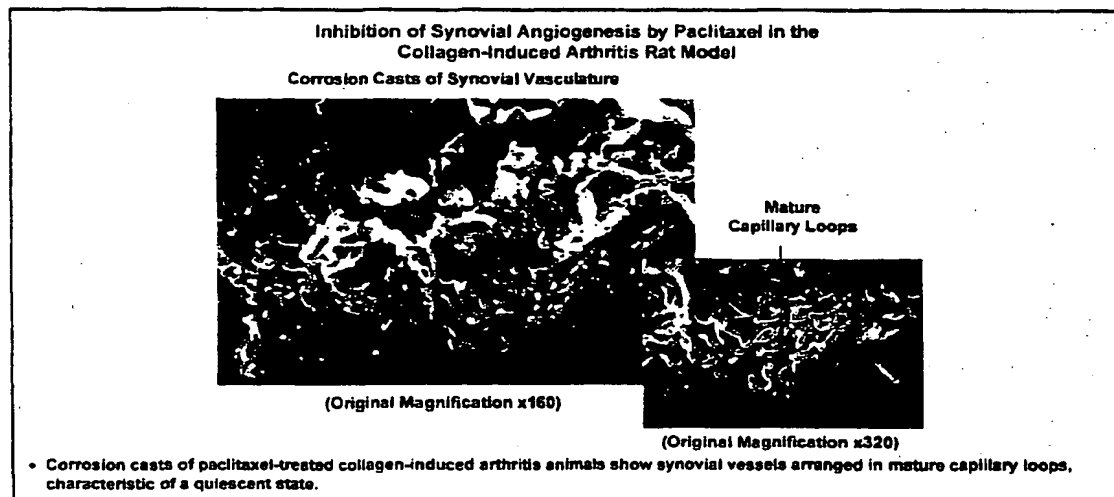 Inhibition of Synovial Angiogenesis by Paclitaxel in the
Collagen-Induced Arthritis Rat Model
Corrosion Casts of Synovial Vasculature
Mature
Capillary Loops
(Original Magnification x160)
(Original Magnification x320)
• Corrosion casts of paclitaxel-treated collagen-induced arthritis animals show synovial vessels arranged in mature capillary loops,
characteristic of a quiescent state.